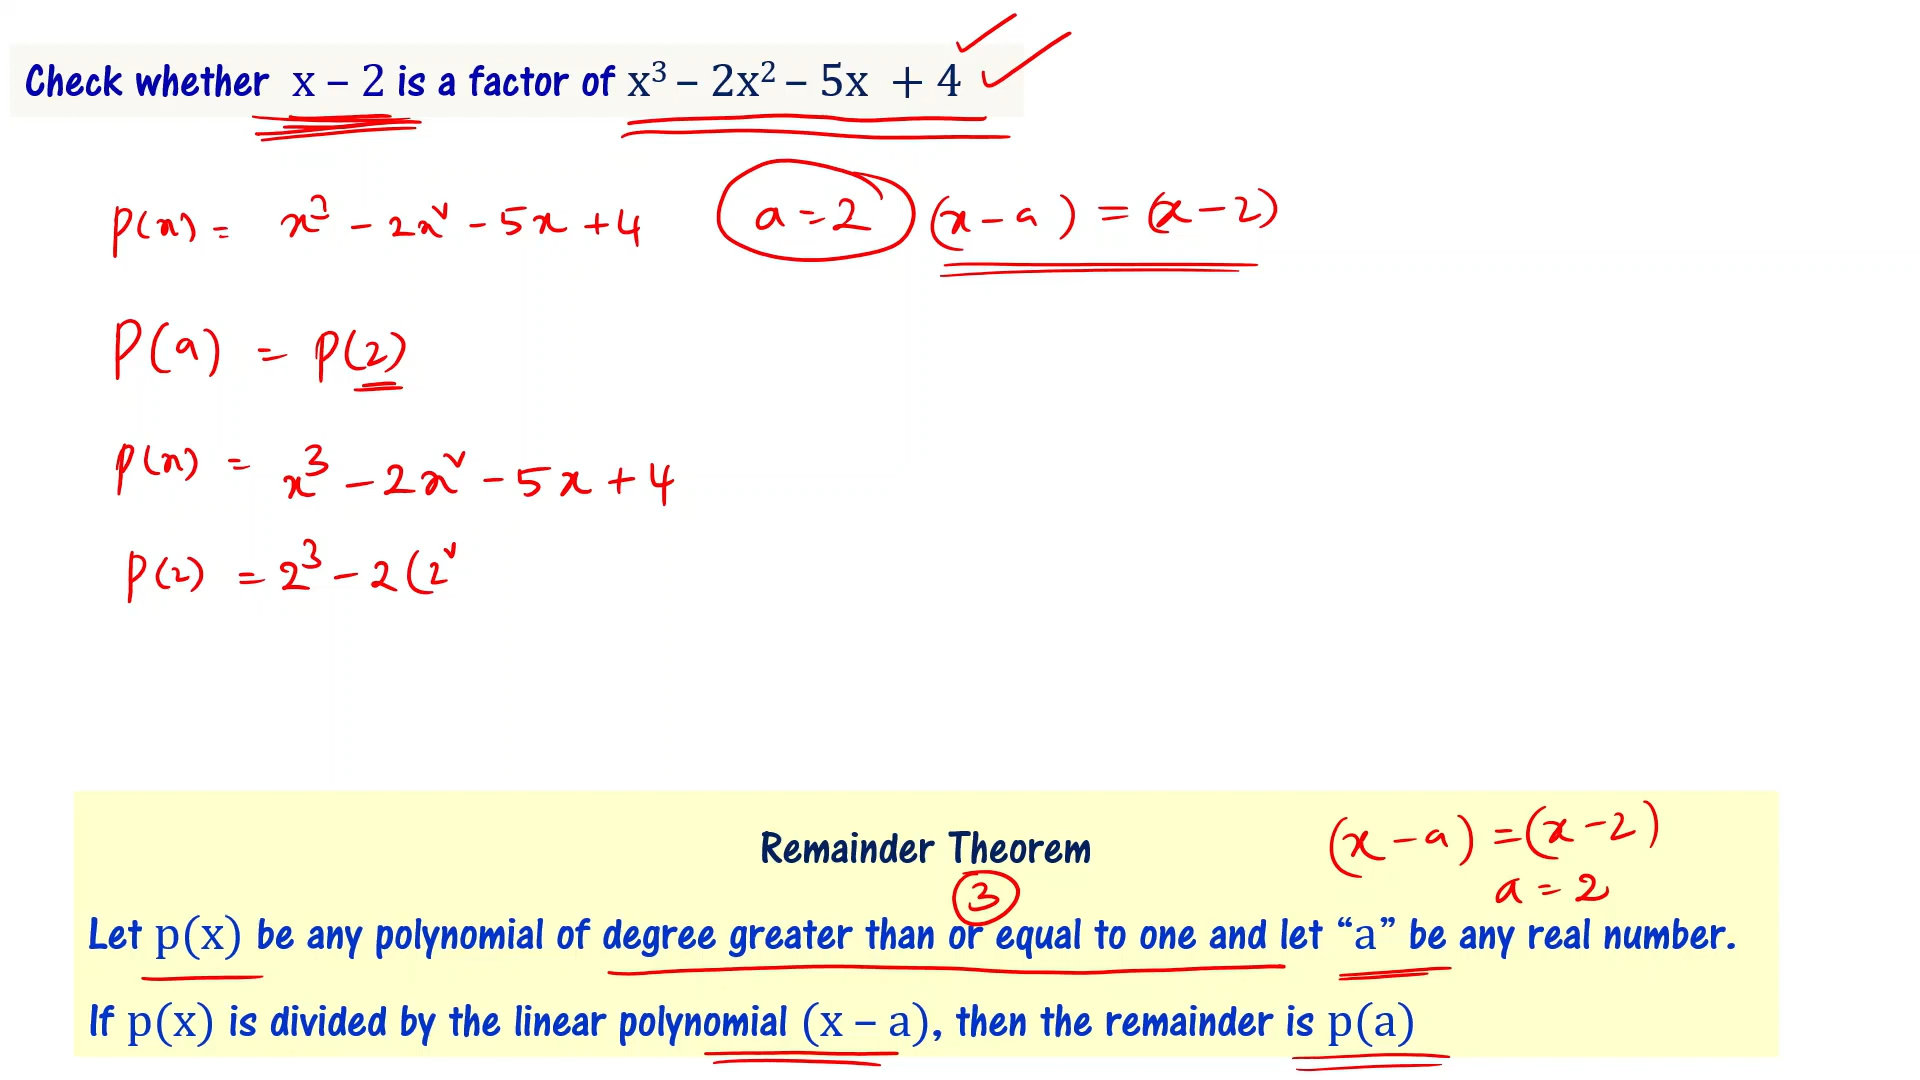 Check whether x – 2 is a factor of x³ – 2x² – 5x + 4
p(x) = x³ - 2x² - 5x + 4 a = 2 (x - a) = (x - 2)
P(a) = P(2)
P(x) = x³ - 2x² - 5x + 4
P(2) = 2³ - 2(2²
(x - a) = (x - 2)
Remainder Theorem
a = 2
3
Let p(x) be any polynomial of degree greater than or equal to one and let “a” be any real number.
If p(x) is divided by the linear polynomial (x – a), then the remainder is p(a)